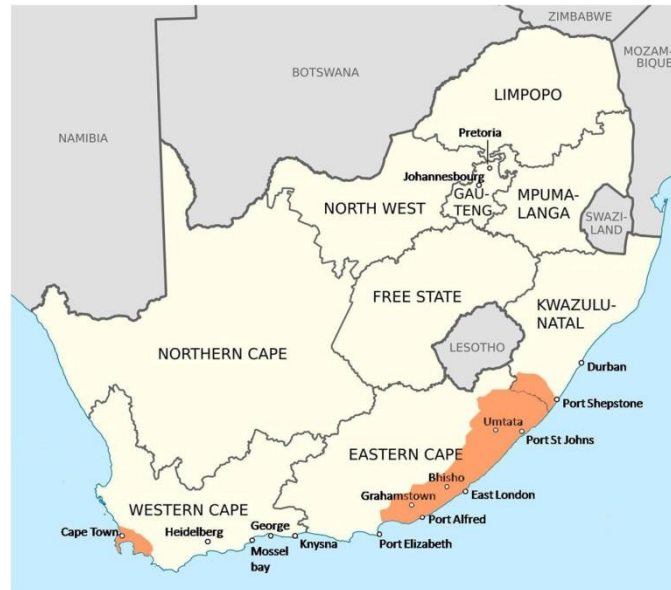 ZIMBABWE
MOZAM-
BIQUE
BOTSWANA
NAMIBIA
LIMPOPO
Pretoria
Johannesbourg
GAU-
TENG
NORTH WEST
MPUMA-
LANGA
SWAZI-
LAND
FREE STATE
KWAZULU-
NATAL
NORTHERN CAPE
LESOTHO
Durban
Port Shepstone
Umtata
Port St Johns
EASTERN CAPE
Bhisho
East London
Grahamstown
WESTERN CAPE
Port Alfred
Cape Town
Heidelberg
George
Mossel
bay
Knysna
Port Elizabeth